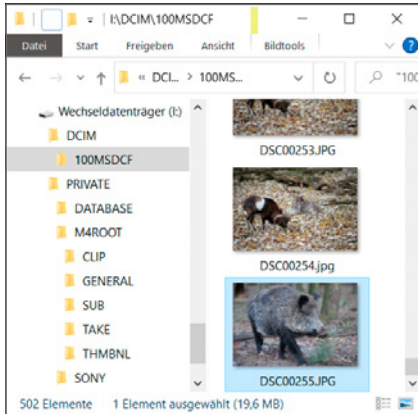 I:\DCIM\100MSDCF
Datei Start Freigeben Ansicht Bildtools
« DCI... > 100MS... "100
Wechseldatenträger (I:)
DCIM
100MSDCF
PRIVATE
DATABASE
M4ROOT
CLIP
GENERAL
SUB
TAKE
THMBNL
SONY
DSC00253.JPG
DSC00254.jpg
DSC00255.JPG
502 Elemente 1 Element ausgewählt (19,6 MB)